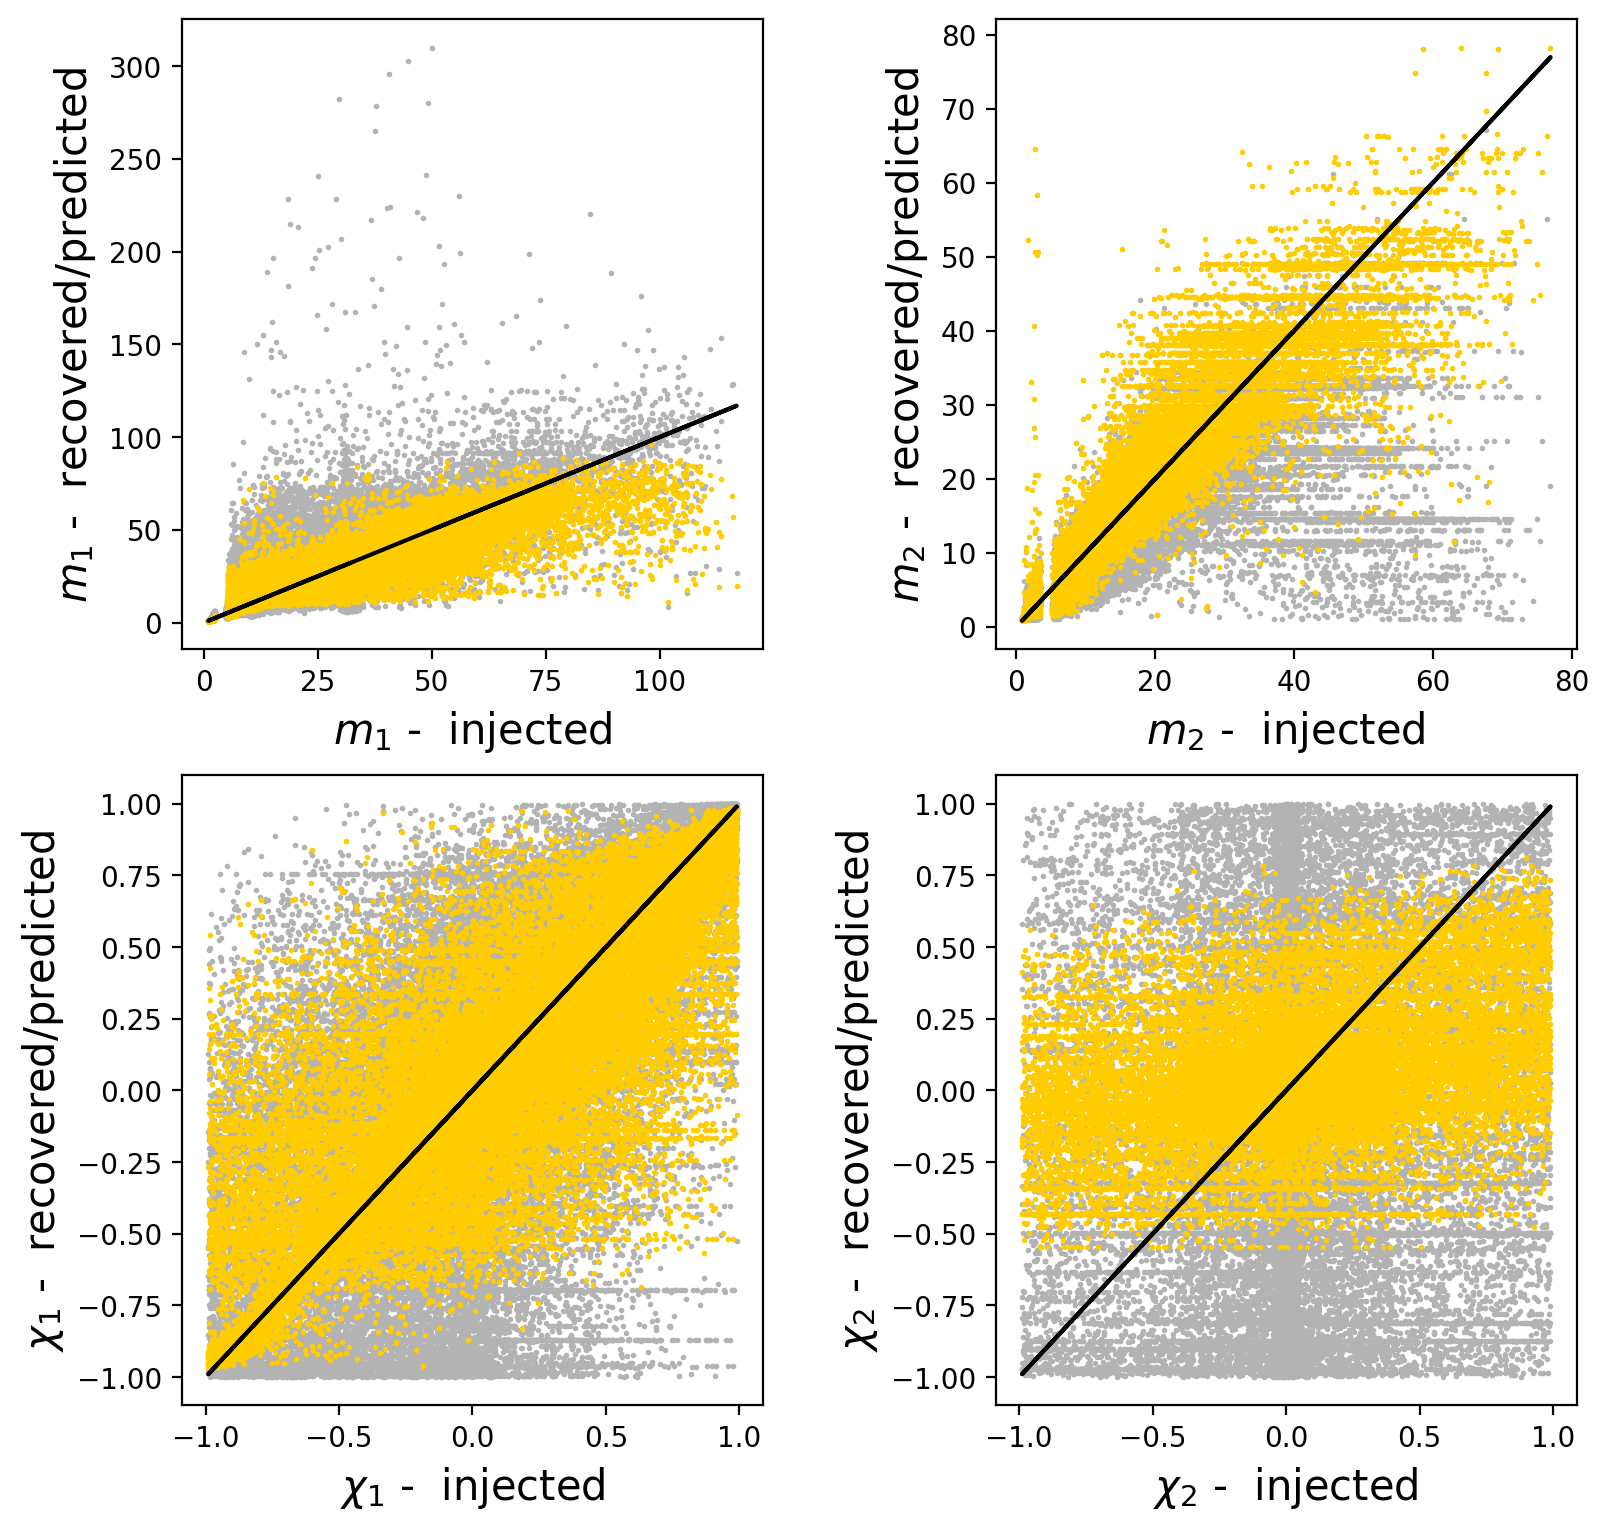 m₁ - recovered/predicted
300
250
200
150
100
50
0
0 25 50 75 100
m₁ - injected
m₂ - recovered/predicted
80
70
60
50
40
30
20
10
0
0 20 40 60 80
m₂ - injected
χ₁ - recovered/predicted
1.00
0.75
0.50
0.25
0.00
−0.25
−0.50
−0.75
−1.00
−1.0 −0.5 0.0 0.5 1.0
χ₁ - injected
χ₂ - recovered/predicted
1.00
0.75
0.50
0.25
0.00
−0.25
−0.50
−0.75
−1.00
−1.0 −0.5 0.0 0.5 1.0
χ₂ - injected